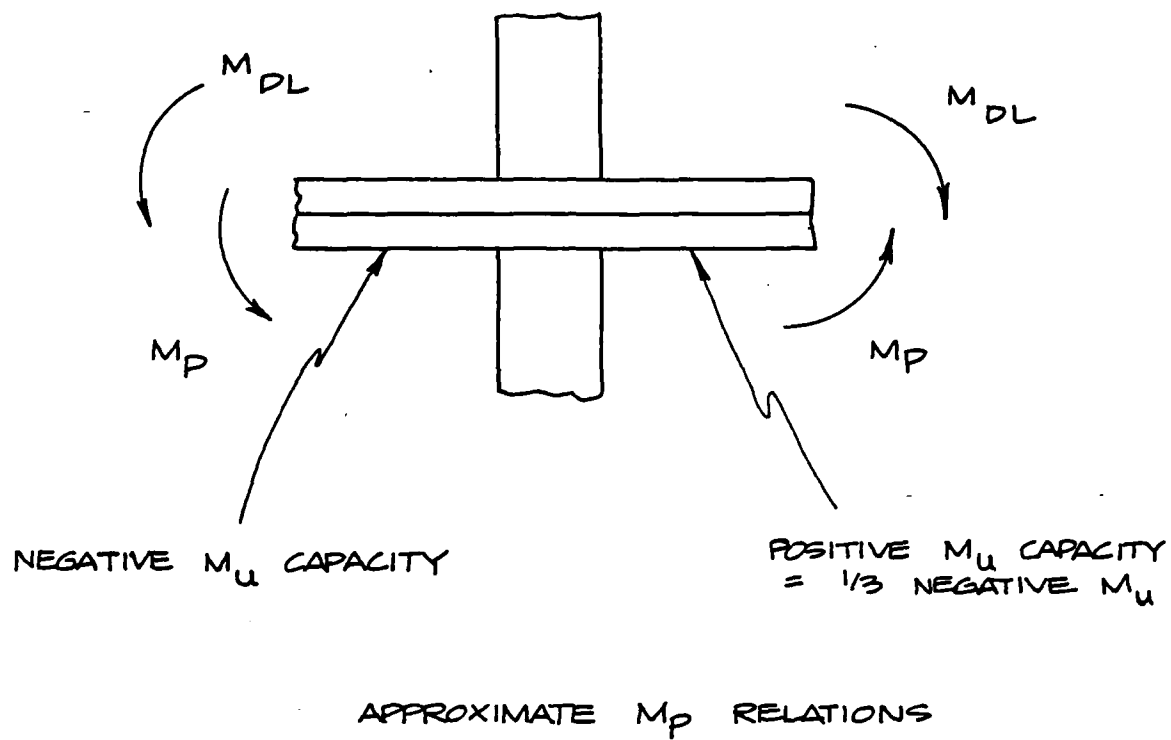 M_DL
M_DL
M_P
M_P
NEGATIVE M_u CAPACITY
POSITIVE M_u CAPACITY
= 1/3 NEGATIVE M_u
APPROXIMATE M_P RELATIONS